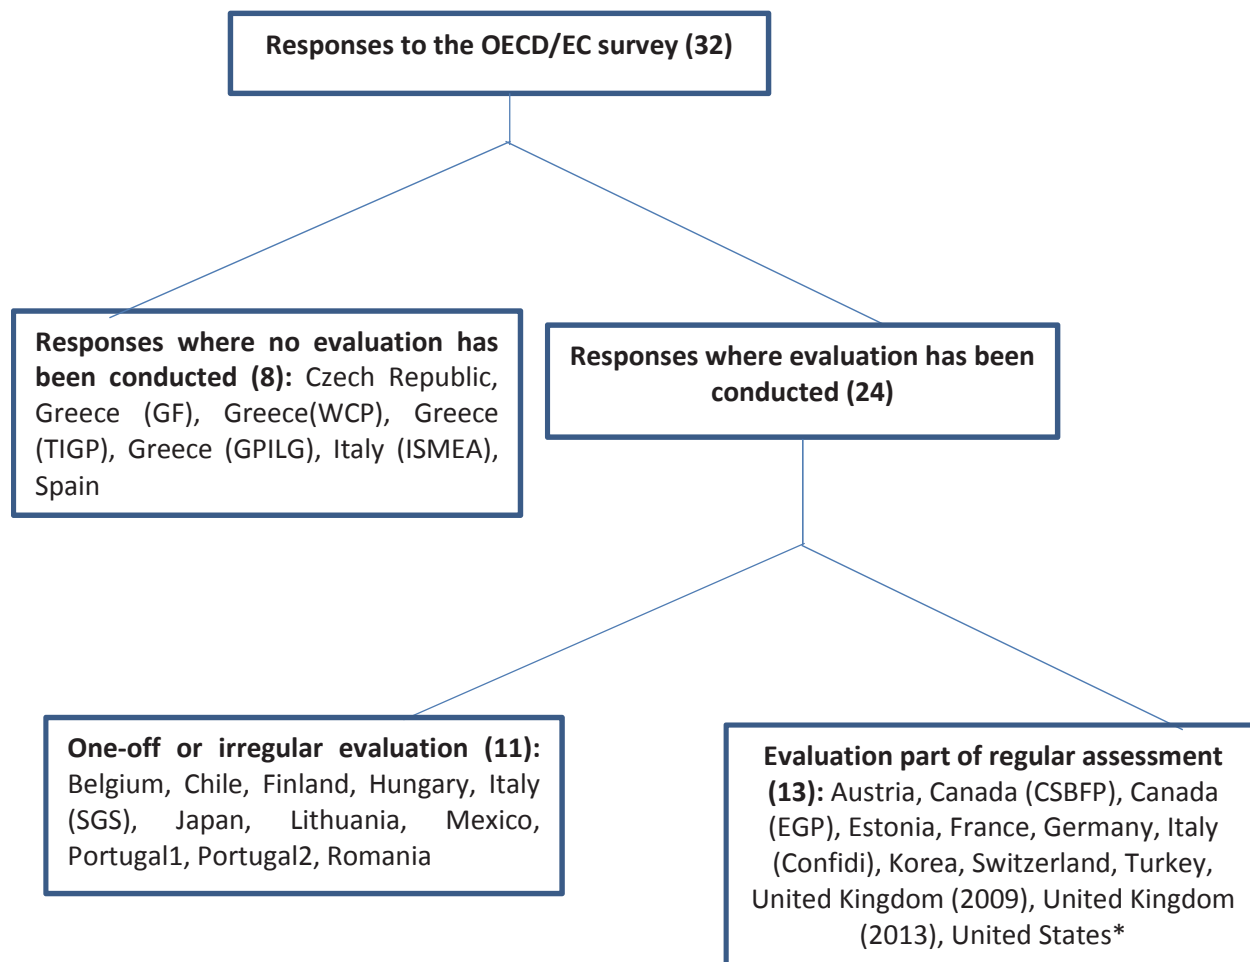 Responses to the OECD/EC survey (32)
Responses where no evaluation has
been conducted (8): Czech Republic,
Greece (GF), Greece(WCP), Greece
(TIGP), Greece (GPILG), Italy (ISMEA),
Spain
Responses where evaluation has been
conducted (24)
One-off or irregular evaluation (11):
Belgium, Chile, Finland, Hungary, Italy
(SGS), Japan, Lithuania, Mexico,
Portugal1, Portugal2, Romania
Evaluation part of regular assessment
(13): Austria, Canada (CSBFP), Canada
(EGP), Estonia, France, Germany, Italy
(Confidi), Korea, Switzerland, Turkey,
United Kingdom (2009), United Kingdom
(2013), United States*